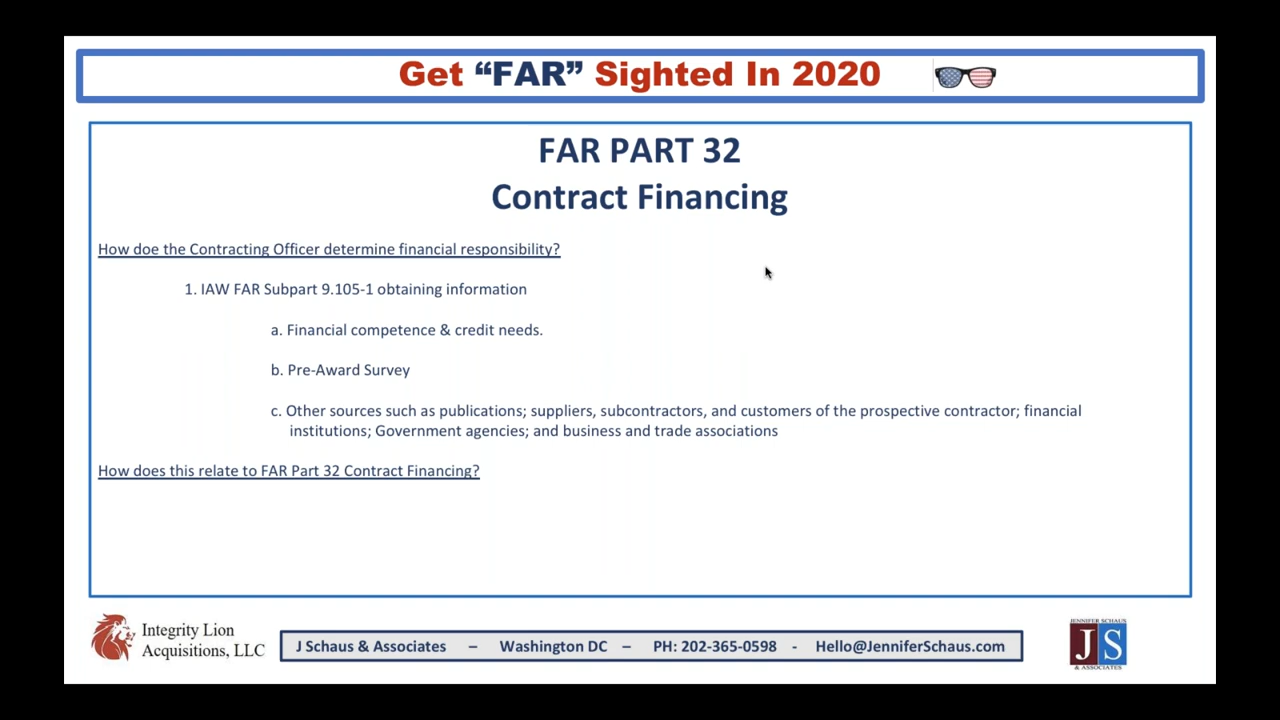 Get “FAR” Sighted In 2020
FAR PART 32
Contract Financing
How doe the Contracting Officer determine financial responsibility?
1. IAW FAR Subpart 9.105-1 obtaining information
a. Financial competence & credit needs.
b. Pre-Award Survey
c. Other sources such as publications; suppliers, subcontractors, and customers of the prospective contractor; financial
institutions; Government agencies; and business and trade associations
How does this relate to FAR Part 32 Contract Financing?
Integrity Lion
Acquisitions, LLC
J Schaus & Associates – Washington DC – PH: 202-365-0598 - Hello@JenniferSchaus.com
JENNIFER SCHAUS
JS
& ASSOCIATES